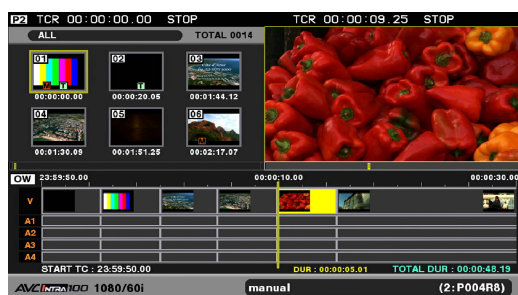 P2 TCR 00:00:00.00 STOP TCR 00:00:09.25 STOP
ALL TOTAL 0014
01 02 03
M T T
00:00:00.00 00:00:20.05 00:01:44.12
04 05 06
M
00:01:30.09 00:01:51.25 00:02:17.07
OW 23:59:50.00 00:00:10.00 00:00:30.00
V
A1
A2
A3
A4
START TC : 23:59:50.00 DUR : 00:00:05.01 TOTAL DUR : 00:00:48.19
AVC INTRA 100 1080/60i manual (2:P004R8)